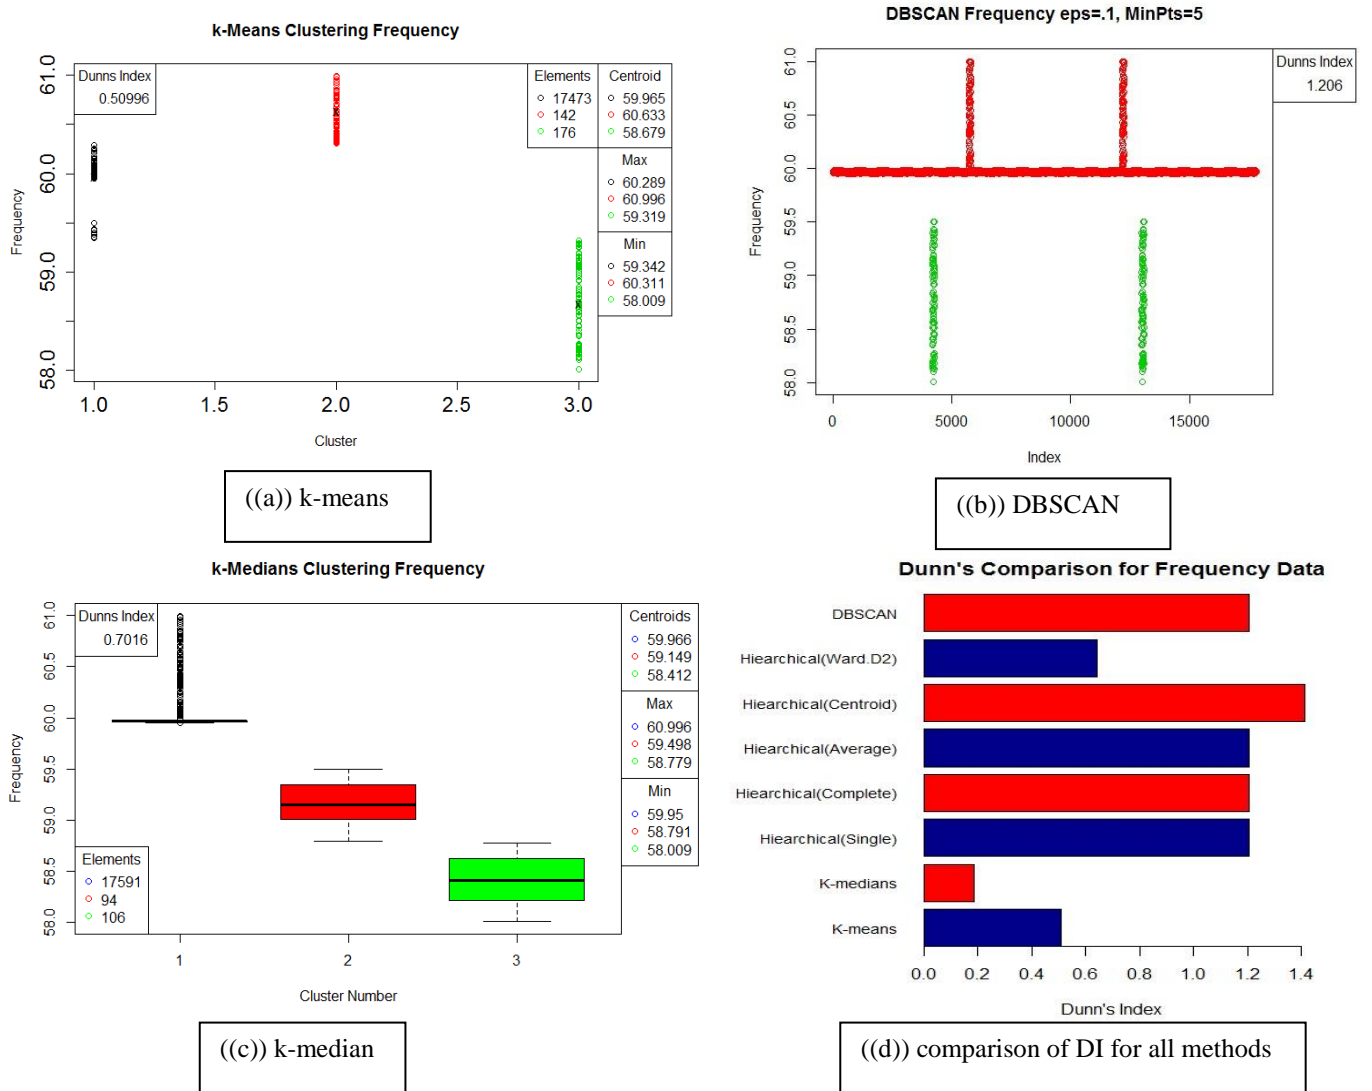 k-Means Clustering Frequency
Dunns Index
0.50996
Elements
17473
142
176
Centroid
59.965
60.633
58.679
Max
60.289
60.996
59.319
Min
59.342
60.311
58.009
Frequency
61.0
60.0
59.0
58.0
1.0 1.5 2.0 2.5 3.0
Cluster
((a)) k-means
DBSCAN Frequency eps=.1, MinPts=5
Dunns Index
1.206
Frequency
61.0
60.5
60.0
59.5
59.0
58.5
58.0
0 5000 10000 15000
Index
((b)) DBSCAN
k-Medians Clustering Frequency
Dunns Index
0.7016
Centroids
59.966
59.149
58.412
Max
60.996
59.498
58.779
Min
59.95
58.791
58.009
Elements
17591
94
106
Frequency
61.0
60.5
60.0
59.5
59.0
58.5
58.0
1 2 3
Cluster Number
((c)) k-median
Dunn's Comparison for Frequency Data
DBSCAN
Hiearchical(Ward.D2)
Hiearchical(Centroid)
Hiearchical(Average)
Hiearchical(Complete)
Hiearchical(Single)
K-medians
K-means
0.0 0.2 0.4 0.6 0.8 1.0 1.2 1.4
Dunn's Index
((d)) comparison of DI for all methods